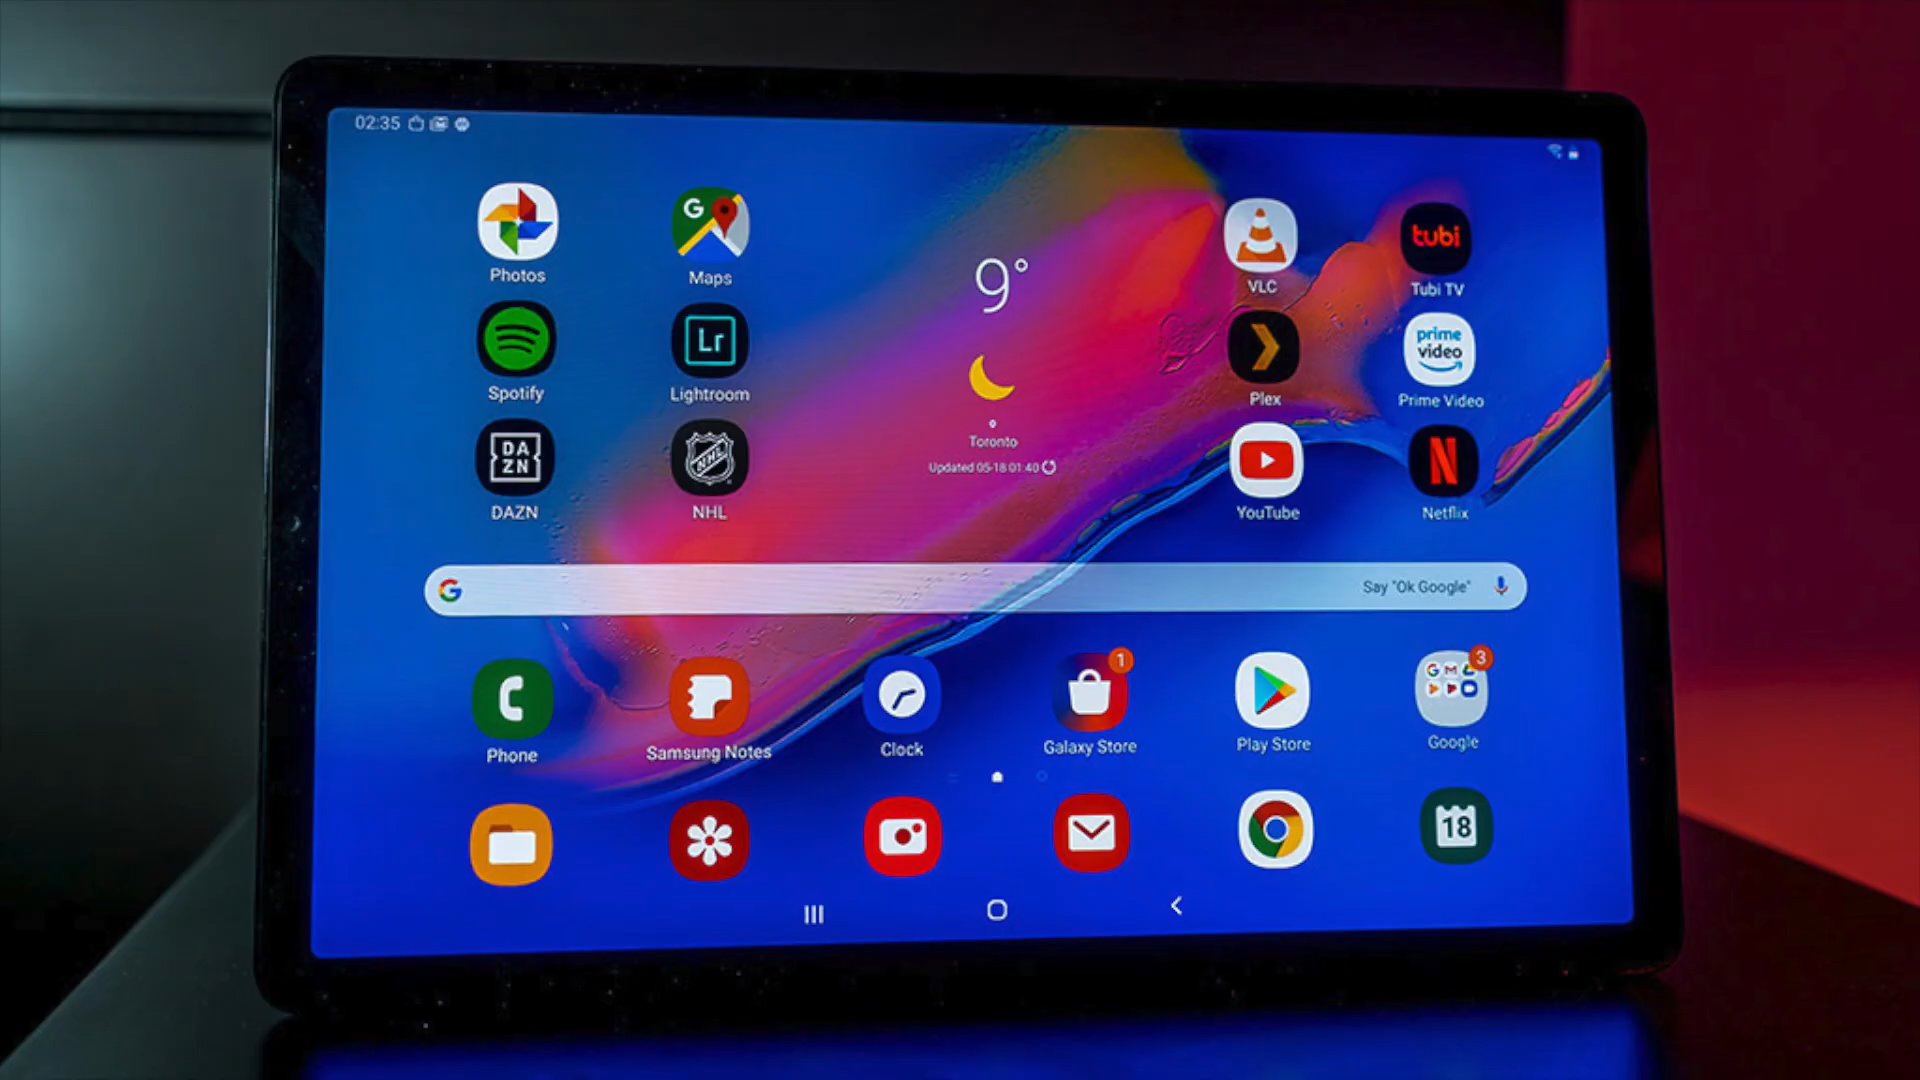 02:35
Photos
G
Maps
9°
VLC
tubi
Tubi TV
Spotify
Lr
Lightroom
Toronto
Updated 05-18 01:40
Plex
prime
video
Prime Video
DA
ZN
DAZN
NHL
NHL
YouTube
N
Netflix
G
Say "Ok Google"
Phone
Samsung Notes
Clock
1
Galaxy Store
Play Store
3
G M
Google
18